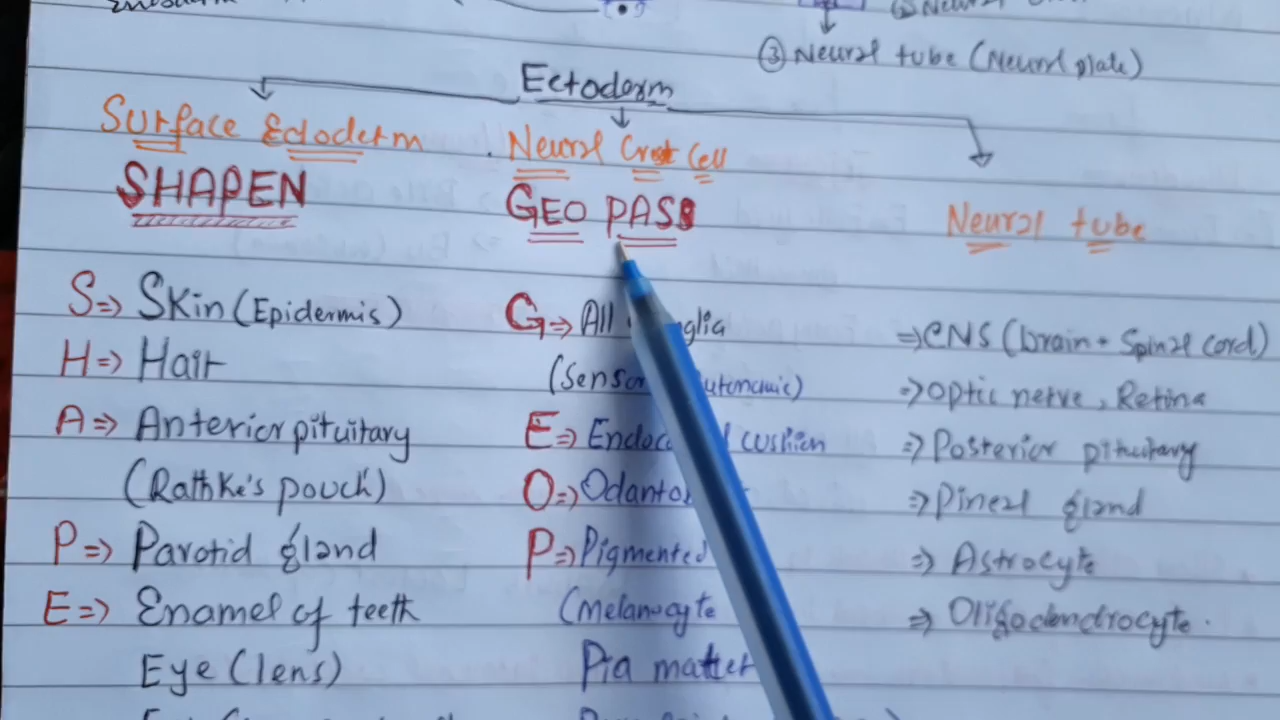 ③ Neural tube (Neural plate)
Ectoderm
Surface Ectoderm
SHAPEN
S⇒ Skin (Epidermis)
H⇒ Hair
A⇒ Anterior pituitary
(Rathke's pouch)
P⇒ Parotid gland
E⇒ Enamel of teeth
Eye (lens)
Neural Crest Cell
GEO PASS
G⇒ All
E⇒
cushion
O⇒
P⇒ Pigmented
(Melanocyte
Pia matter
Neural tube
⇒ CNS (brain + Spinal cord)
⇒ Optic nerve, Retina
⇒ Posterior pituitary
⇒ Pineal gland
⇒ Astrocyte
⇒ Oligodendrocyte.